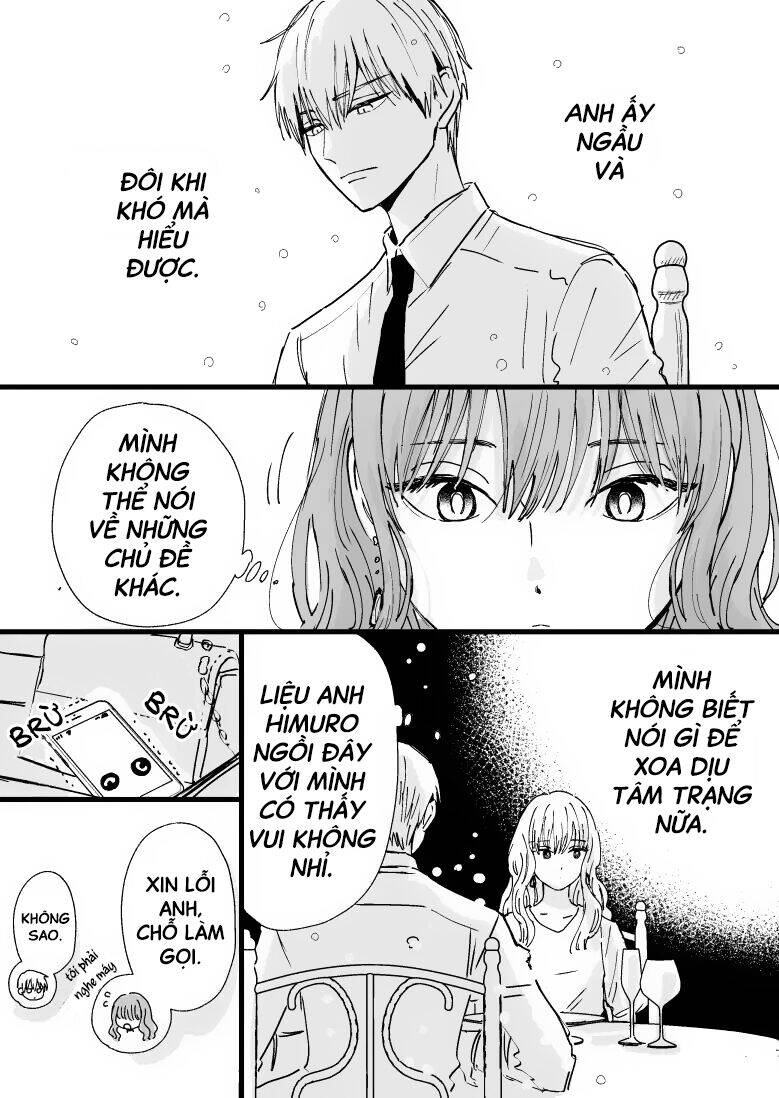 ANH ẤY
NGẦU
VÀ
ĐÔI KHI
KHÓ MÀ
HIỂU
ĐƯỢC.
MÌNH
KHÔNG
THỂ NÓI
VỀ NHỮNG
CHỦ ĐỀ
KHÁC.
MÌNH
KHÔNG BIẾT
NÓI GÌ ĐỂ
XOA DỊU
TÂM TRẠNG
NỮA.
LIỆU ANH
HIMURO
NGỒI ĐÂY
VỚI MÌNH
CÓ THẤY
VUI KHÔNG
NHỈ.
BRỪ
BRỪ
XIN LỖI
ANH,
CHỖ LÀM
GỌI.
tôi phải
nghe máy
KHÔNG
SAO.